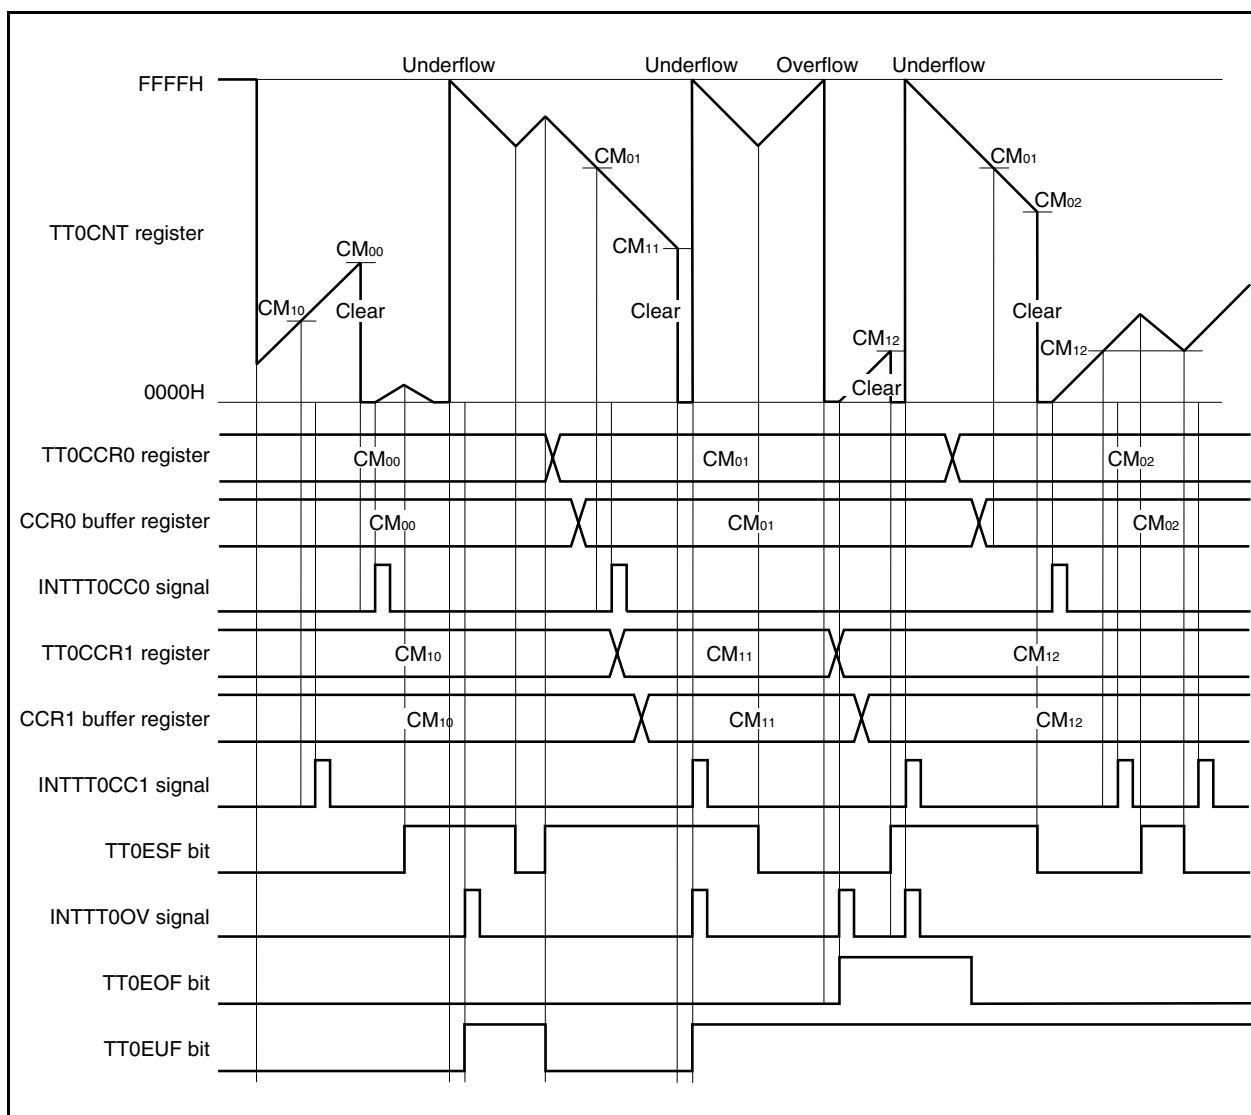 Underflow Underflow Overflow Underflow
FFFFH
CM01 CM01
CM02
TT0CNT register
CM00 CM11
CM10 Clear Clear Clear
CM12 CM12
0000H Clear
TT0CCR0 register CM00 CM01 CM02
CCR0 buffer register CM00 CM01 CM02
INTTT0CC0 signal
TT0CCR1 register CM10 CM11 CM12
CCR1 buffer register CM10 CM11 CM12
INTTT0CC1 signal
TT0ESF bit
INTTT0OV signal
TT0EOF bit
TT0EUF bit